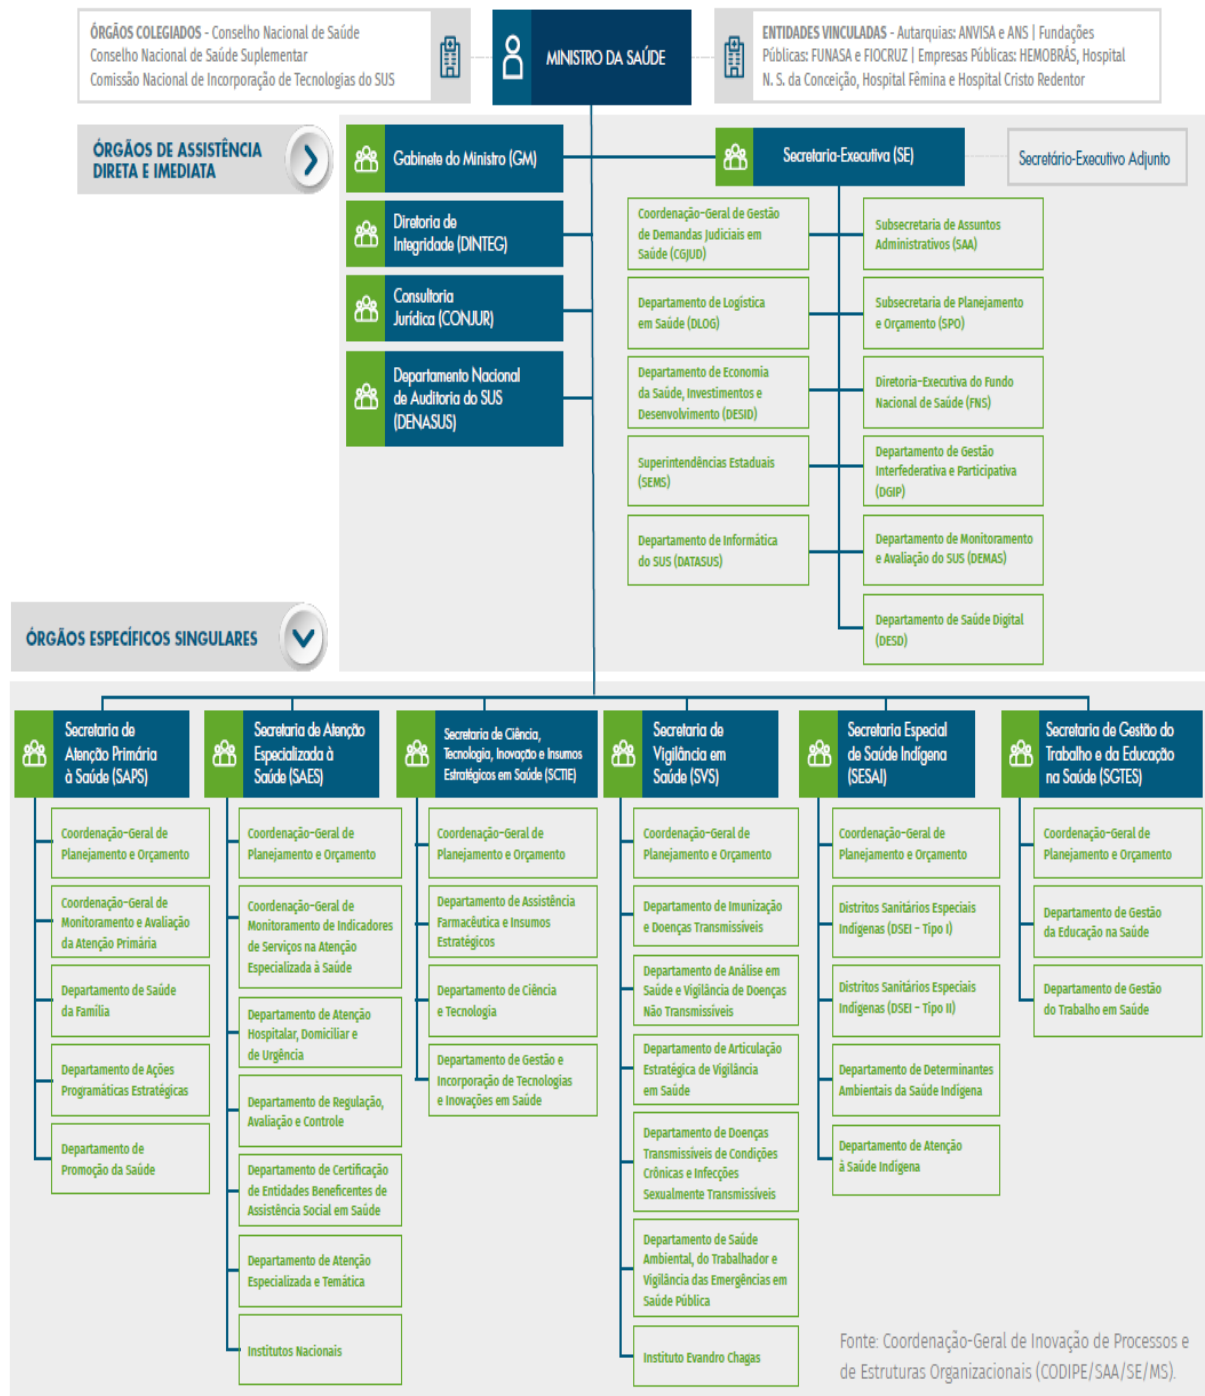 ÓRGÃOS COLEGIADOS - Conselho Nacional de Saúde
Conselho Nacional de Saúde Suplementar
Comissão Nacional de Incorporação de Tecnologias do SUS
MINISTRO DA SAÚDE
ENTIDADES VINCULADAS - Autarquias: ANVISA e ANS | Fundações
Públicas: FUNASA e FIOCRUZ | Empresas Públicas: HEMOBRÁS, Hospital
N. S. da Conceição, Hospital Fêmina e Hospital Cristo Redentor
ÓRGÃOS DE ASSISTÊNCIA
DIRETA E IMEDIATA
Gabinete do Ministro (GM)
Secretaria-Executiva (SE)
Secretário-Executivo Adjunto
Diretoria de
Integridade (DINTEG)
Consultoria
Jurídica (CONJUR)
Departamento Nacional
de Auditoria do SUS
(DENASUS)
Coordenação-Geral de Gestão
de Demandas Judiciais em
Saúde (CGJUD)
Departamento de Logística
em Saúde (DLOG)
Departamento de Economia
da Saúde, Investimentos e
Desenvolvimento (DESID)
Superintendências Estaduais
(SEMS)
Departamento de Informática
do SUS (DATASUS)
Subsecretaria de Assuntos
Administrativos (SAA)
Subsecretaria de Planejamento
e Orçamento (SPO)
Diretoria-Executiva do Fundo
Nacional de Saúde (FNS)
Departamento de Gestão
Interfederativa e Participativa
(DGIP)
Departamento de Monitoramento
e Avaliação do SUS (DEMAS)
Departamento de Saúde Digital
(DESD)
ÓRGÃOS ESPECÍFICOS SINGULARES
Secretaria de
Atenção Primária
à Saúde (SAPS)
Coordenação-Geral de
Planejamento e Orçamento
Coordenação-Geral de
Monitoramento e Avaliação
da Atenção Primária
Departamento de Saúde
da Família
Departamento de Ações
Programáticas Estratégicas
Departamento de
Promoção da Saúde
Secretaria de Atenção
Especializada à
Saúde (SAES)
Coordenação-Geral de
Planejamento e Orçamento
Coordenação-Geral de
Monitoramento de Indicadores
de Serviços na Atenção
Especializada à Saúde
Departamento de Atenção
Hospitalar, Domiciliar e
de Urgência
Departamento de Regulação,
Avaliação e Controle
Departamento de Certificação
de Entidades Beneficentes de
Assistência Social em Saúde
Departamento de Atenção
Especializada e Temática
Institutos Nacionais
Secretaria de Ciência,
Tecnologia, Inovação e Insumos
Estratégicos em Saúde (SCTIE)
Coordenação-Geral de
Planejamento e Orçamento
Departamento de Assistência
Farmacêutica e Insumos
Estratégicos
Departamento de Ciência
e Tecnologia
Departamento de Gestão e
Incorporação de Tecnologias
e Inovações em Saúde
Secretaria de
Vigilância em
Saúde (SVS)
Coordenação-Geral de
Planejamento e Orçamento
Departamento de Imunização
e Doenças Transmissíveis
Departamento de Análise em
Saúde e Vigilância de Doenças
Não Transmissíveis
Departamento de Articulação
Estratégica de Vigilância
em Saúde
Departamento de Doenças
Transmissíveis de Condições
Crônicas e Infecções
Sexualmente Transmissíveis
Departamento de Saúde
Ambiental, do Trabalhador e
Vigilância das Emergências em
Saúde Pública
Instituto Evandro Chagas
Secretaria Especial
de Saúde Indígena
(SESAI)
Coordenação-Geral de
Planejamento e Orçamento
Distritos Sanitários Especiais
Indígenas (DSEI - Tipo I)
Distritos Sanitários Especiais
Indígenas (DSEI - Tipo II)
Departamento de Determinantes
Ambientais da Saúde Indígena
Departamento de Atenção
à Saúde Indígena
Secretaria de Gestão do
Trabalho e da Educação
na Saúde (SGTES)
Coordenação-Geral de
Planejamento e Orçamento
Departamento de Gestão
da Educação na Saúde
Departamento de Gestão
do Trabalho em Saúde
Fonte: Coordenação-Geral de Inovação de Processos e
de Estruturas Organizacionais (CODIPE/SAA/SE/MS).